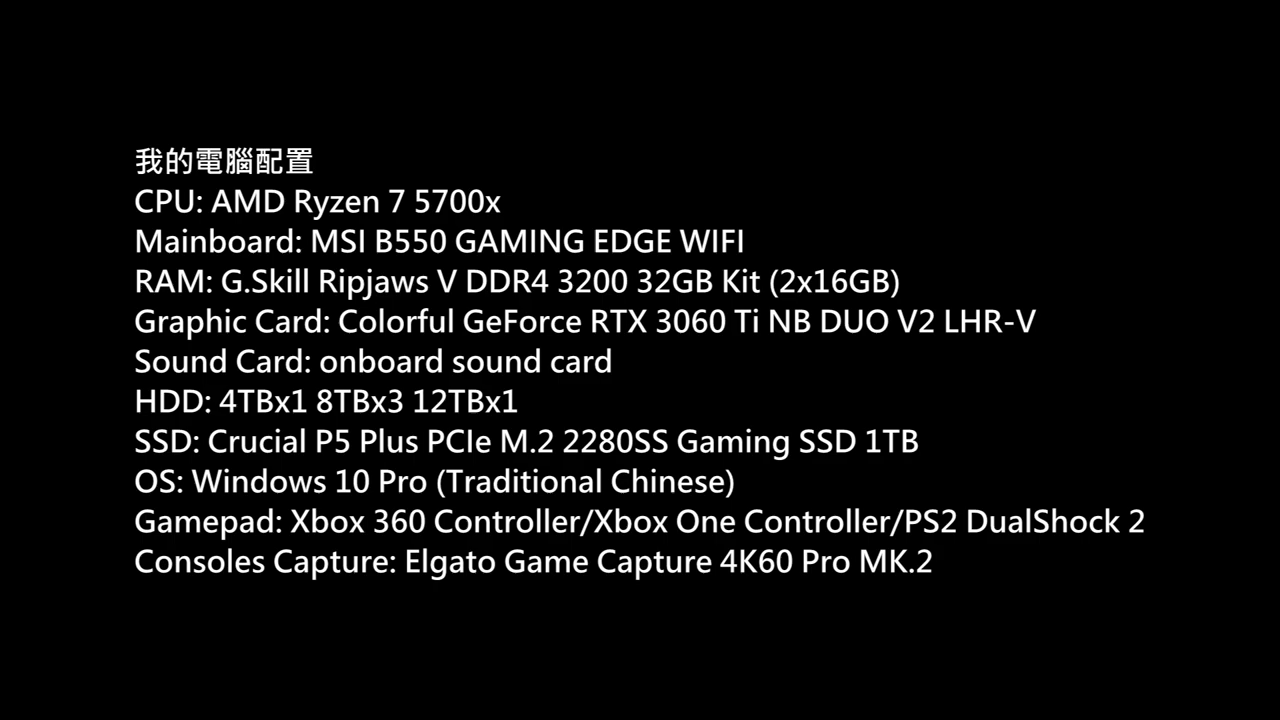 我的電腦配置
CPU: AMD Ryzen 7 5700x
Mainboard: MSI B550 GAMING EDGE WIFI
RAM: G.Skill Ripjaws V DDR4 3200 32GB Kit (2x16GB)
Graphic Card: Colorful GeForce RTX 3060 Ti NB DUO V2 LHR-V
Sound Card: onboard sound card
HDD: 4TBx1 8TBx3 12TBx1
SSD: Crucial P5 Plus PCIe M.2 2280SS Gaming SSD 1TB
OS: Windows 10 Pro (Traditional Chinese)
Gamepad: Xbox 360 Controller/Xbox One Controller/PS2 DualShock 2
Consoles Capture: Elgato Game Capture 4K60 Pro MK.2